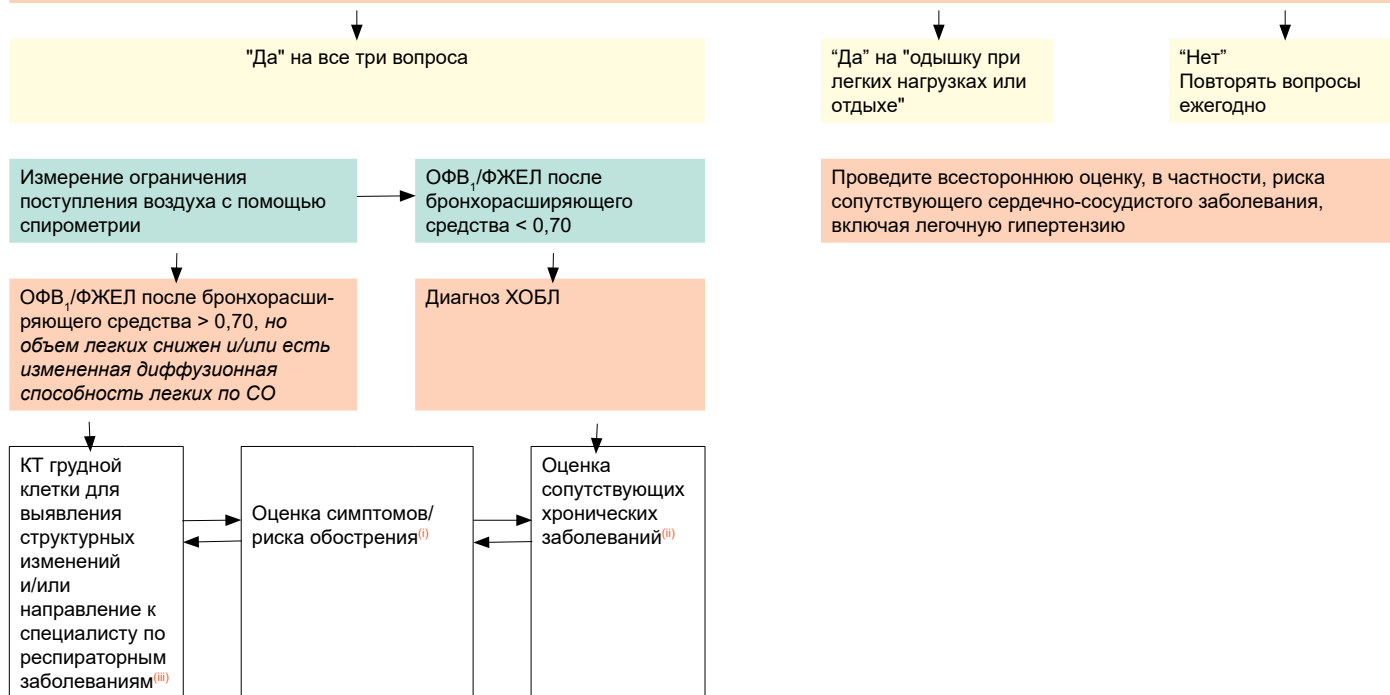 "Да" на все три вопроса
“Да” на "одышку при
легких нагрузках или
отдыхе"
“Нет”
Повторять вопросы
ежегодно
Измерение ограничения
поступления воздуха с помощью
спирометрии
ОФВ₁/ФЖЕЛ после
бронхорасширяющего
средства < 0,70
Проведите всестороннюю оценку, в частности, риска
сопутствующего сердечно-сосудистого заболевания,
включая легочную гипертензию
ОФВ₁/ФЖЕЛ после бронхорасши-
ряющего средства > 0,70, но
объем легких снижен и/или есть
измененная диффузионная
способность легких по СО
Диагноз ХОБЛ
КТ грудной
клетки для
выявления
структурных
изменений
и/или
направление к
специалисту по
респираторным
заболеваниям(iii)
Оценка симптомов/
риска обострения(i)
Оценка
сопутствующих
хронических
заболеваний(ii)